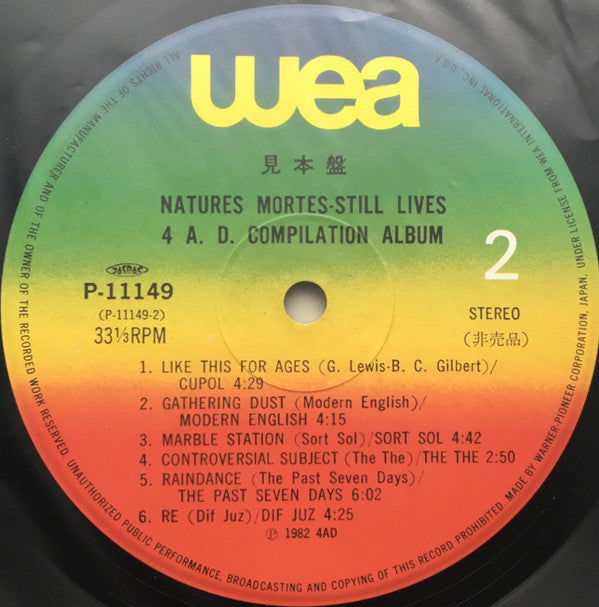 wea
見本盤
NATURES MORTES-STILL LIVES
4 A. D. COMPILATION ALBUM
2
JASRAC
P-11149
(P-11149-2)
33⅓RPM
STEREO
(非売品)
1. LIKE THIS FOR AGES (G. Lewis-B. C. Gilbert)/
CUPOL 4:29
2. GATHERING DUST (Modern English)/
MODERN ENGLISH 4:15
3. MARBLE STATION (Sort Sol)/SORT SOL 4:42
4. CONTROVERSIAL SUBJECT (The The)/THE THE 2:50
5. RAINDANCE (The Past Seven Days)/
THE PAST SEVEN DAYS 6:02
6. RE (Dif Juz)/DIF JUZ 4:25
℗ 1982 4AD
ALL RIGHTS OF THE MANUFACTURER AND OF THE OWNER OF THE RECORDED WORK RESERVED. UNAUTHORIZED PUBLIC PERFORMANCE, BROADCASTING AND COPYING OF THIS RECORD PROHIBITED. MADE BY WARNER-PIONEER CORPORATION, JAPAN. UNDER LICENSE FROM WEA INTERNATIONAL INC. U.S.A.